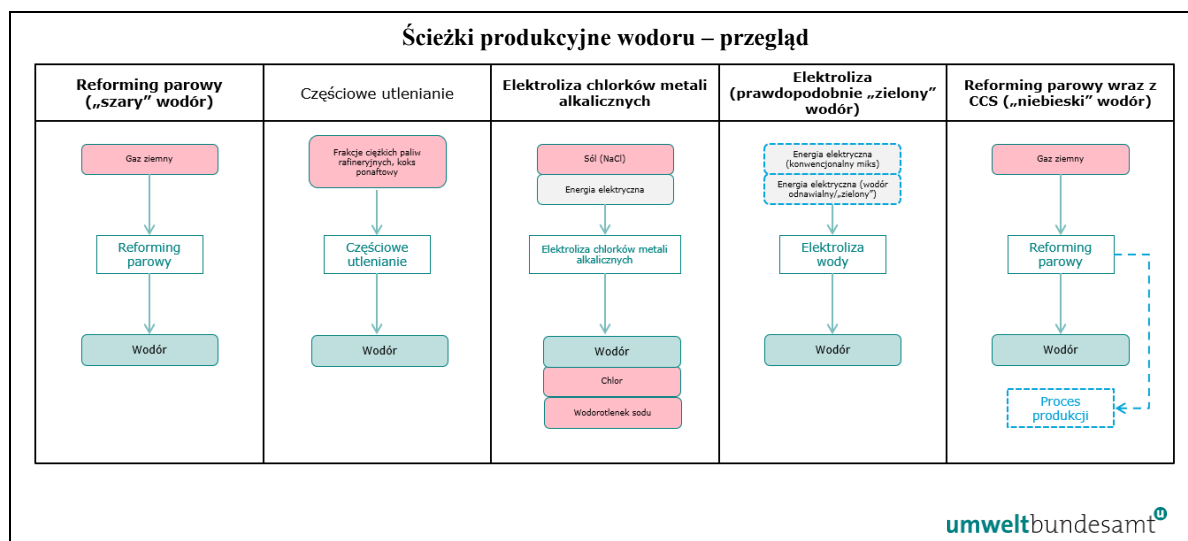 Ścieżki produkcyjne wodoru – przegląd
Reforming parowy
(„szary” wodór)
Gaz ziemny
Reforming
parowy
Wodór
Częściowe utlenianie
Frakcje ciężkich paliw
rafineryjnych, koks
ponaftowy
Częściowe
utlenianie
Wodór
Elektroliza chlorków metali
alkalicznych
Sól (NaCl)
Energia elektryczna
Elektroliza chlorków metali
alkalicznych
Wodór
Chlor
Wodorotlenek sodu
Elektroliza
(prawdopodobnie „zielony”
wodór)
Energia elektryczna
(konwencjonalny miks)
Energia elektryczna (wodór
odnawialny/„zielony”)
Elektroliza
wody
Wodór
Reforming parowy wraz z
CCS („niebieski” wodór)
Gaz ziemny
Reforming
parowy
Wodór
Proces
produkcji
umweltbundesamt u